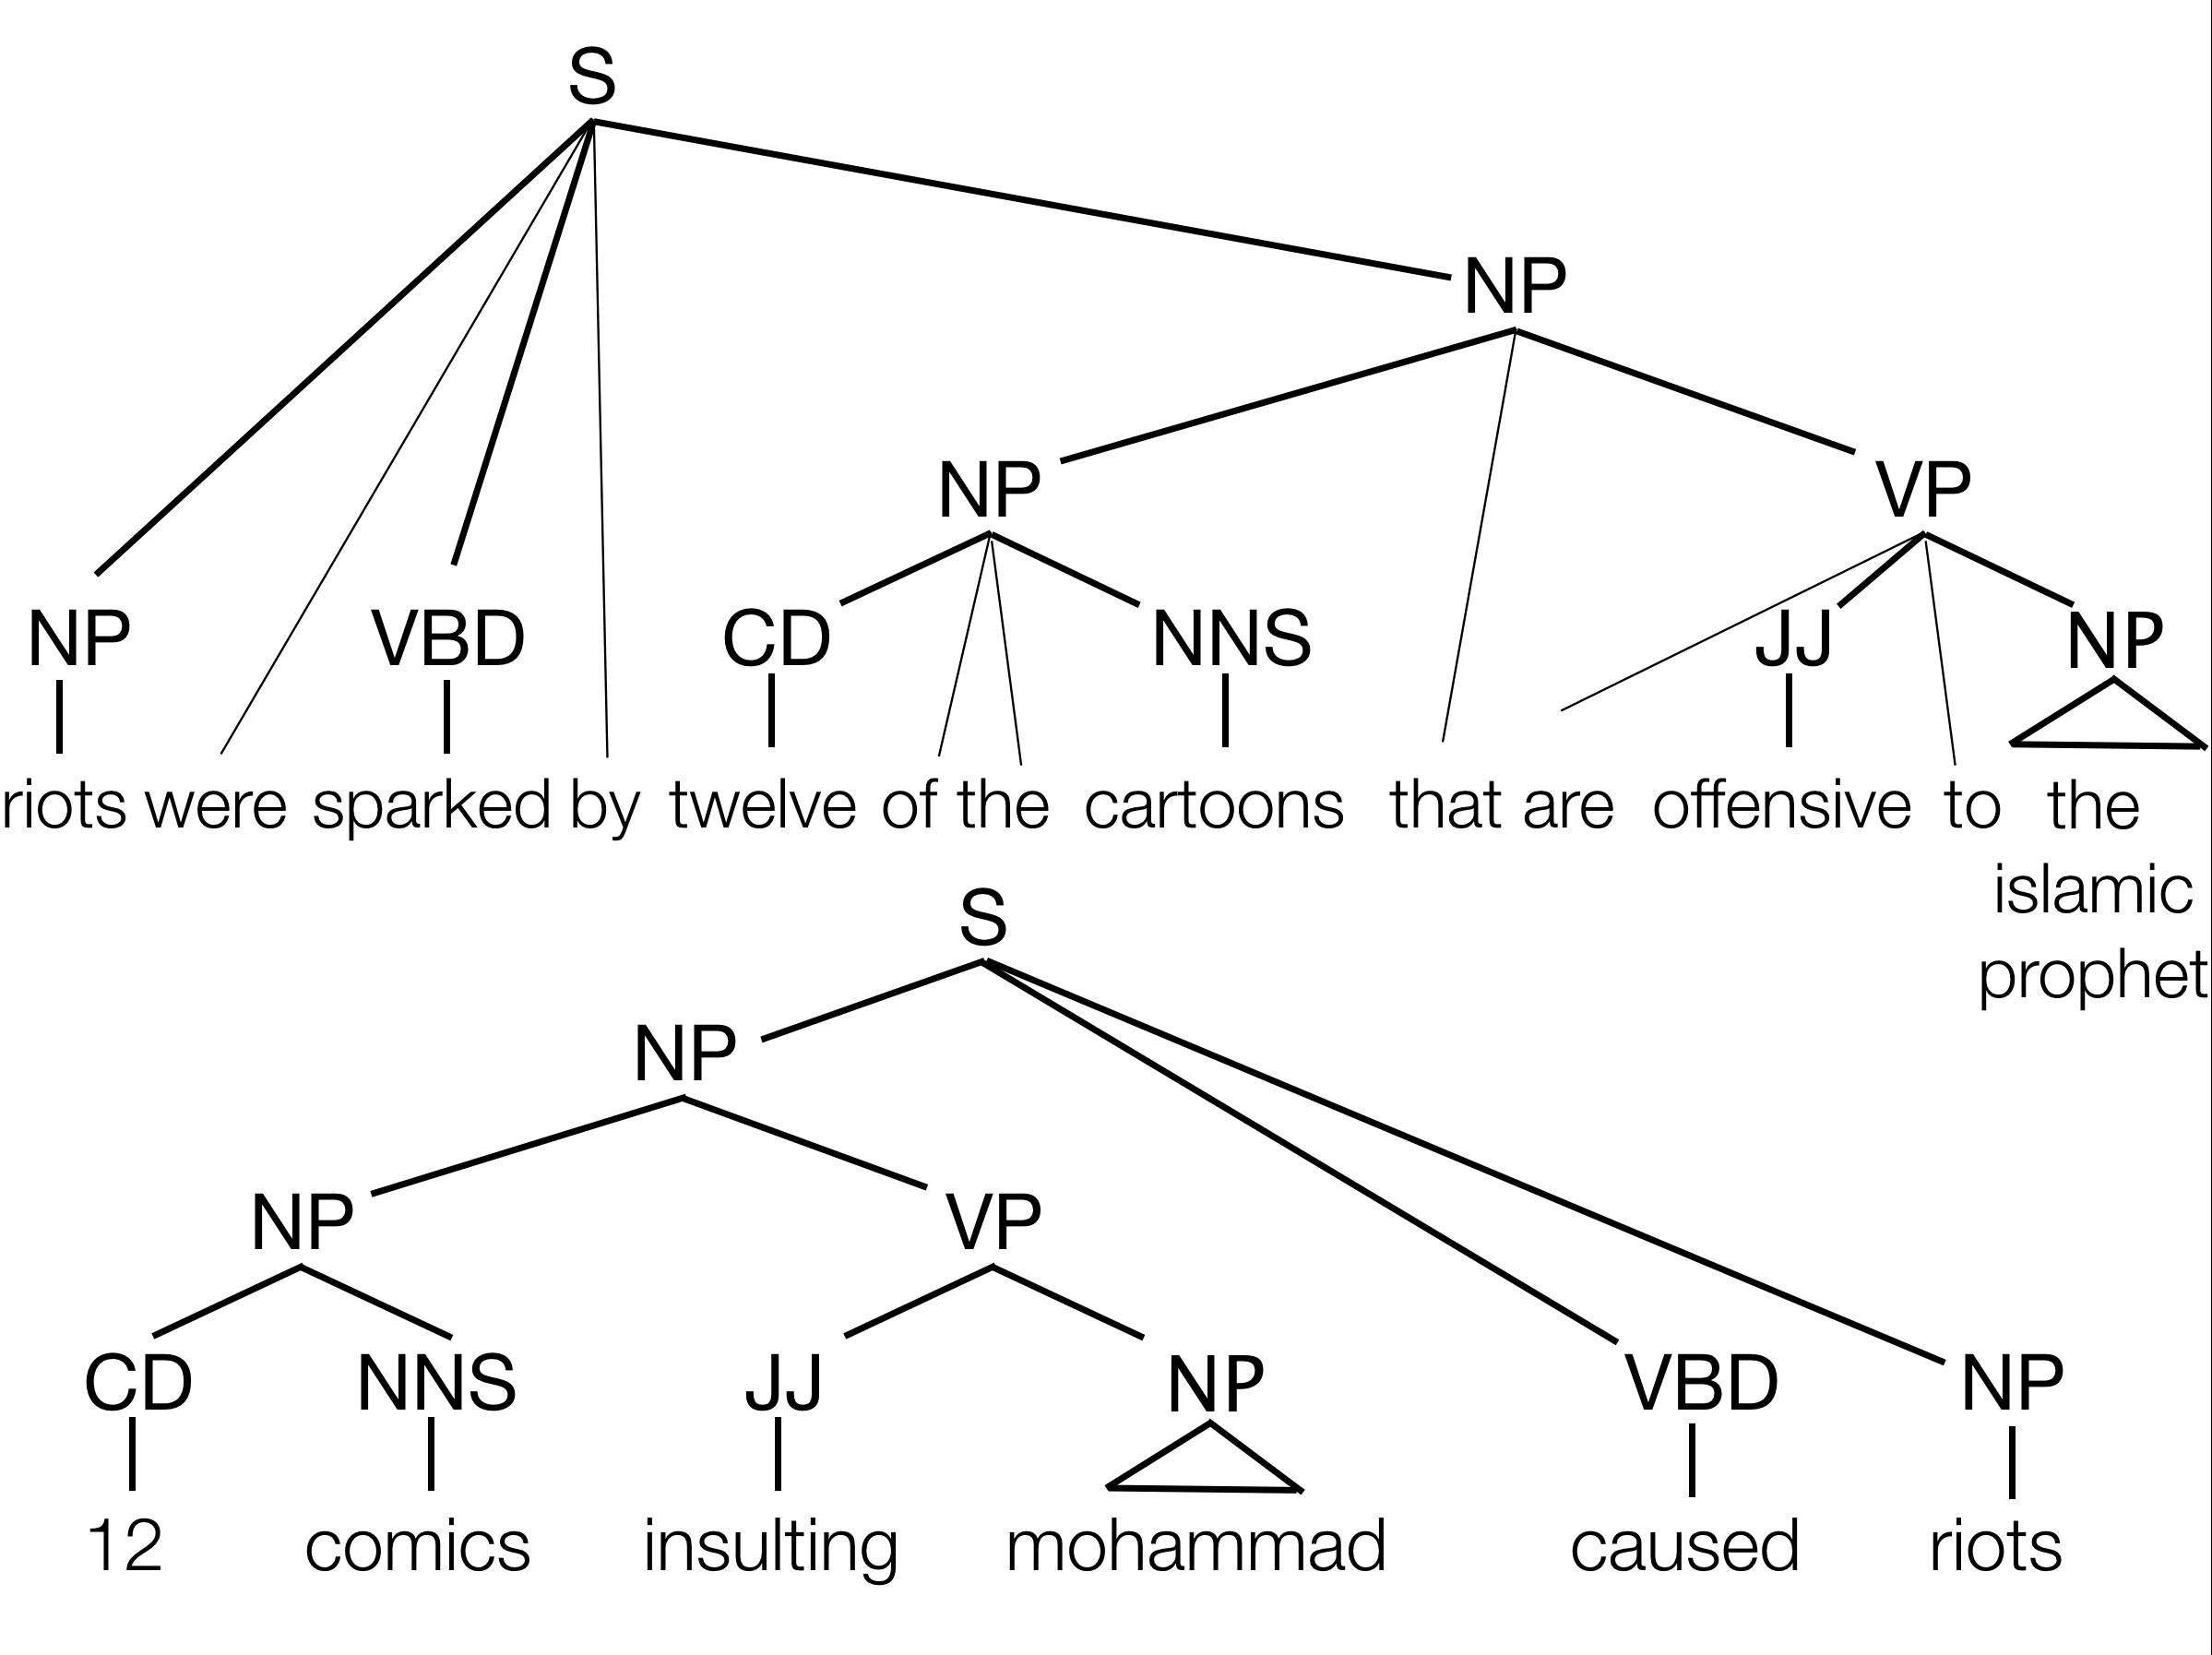 S
NP
NP VP
NP VBD CD NNS JJ NP
riots were sparked by twelve of the cartoons that are offensive to the
islamic
prophet
S
NP
NP VP
CD NNS JJ NP VBD NP
12 comics insulting mohammad caused riots